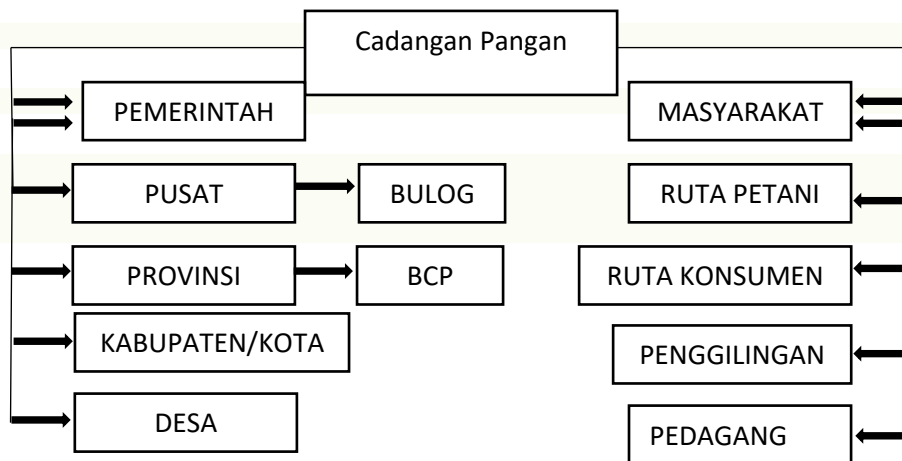 Cadangan Pangan
PEMERINTAH
MASYARAKAT
PUSAT
BULOG
RUTA PETANI
PROVINSI
BCP
RUTA KONSUMEN
KABUPATEN/KOTA
PENGGILINGAN
DESA
PEDAGANG